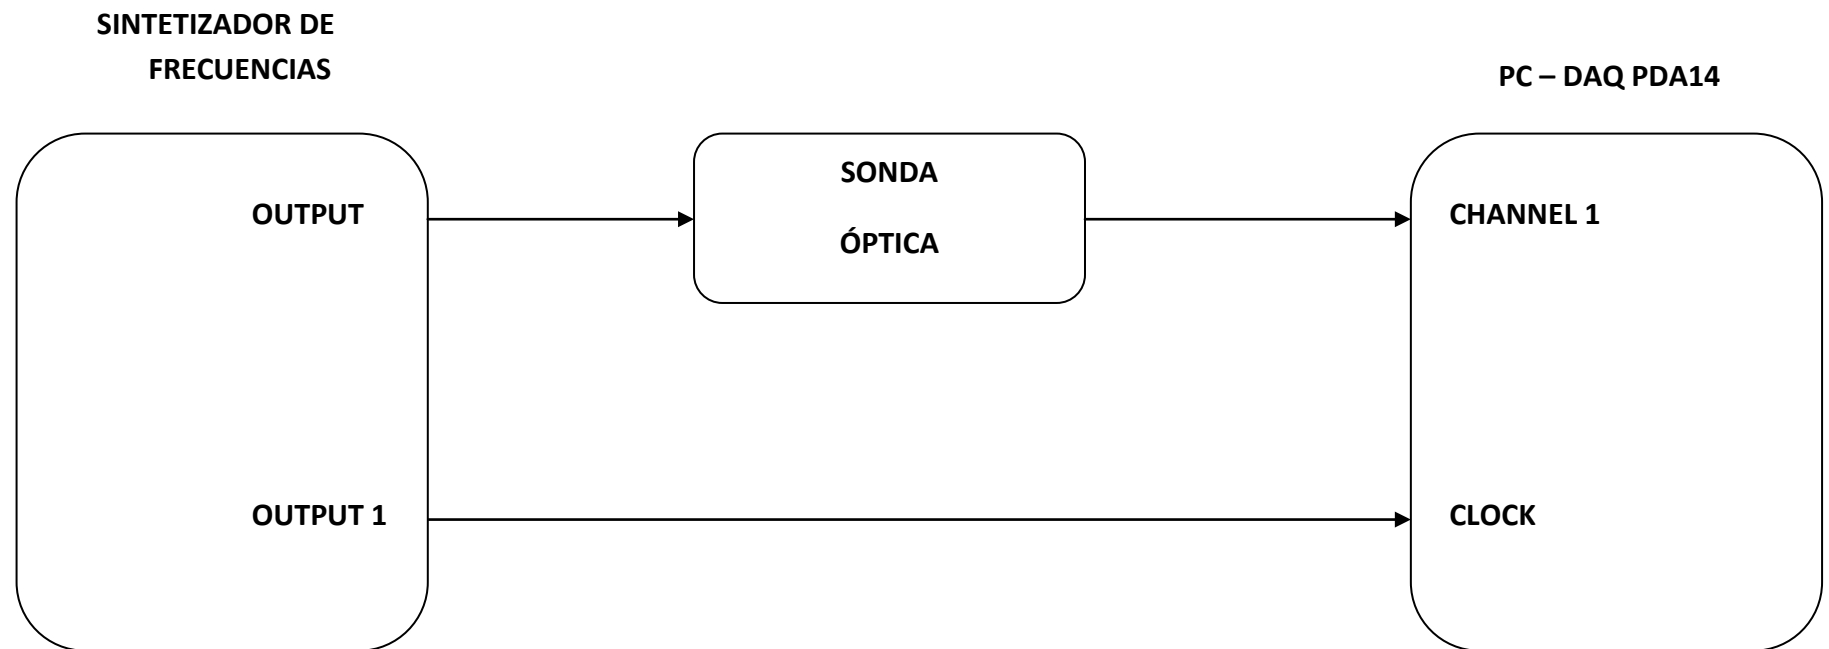 SINTETIZADOR DE
FRECUENCIAS
PC – DAQ PDA14
SONDA
ÓPTICA
OUTPUT
CHANNEL 1
OUTPUT 1
CLOCK